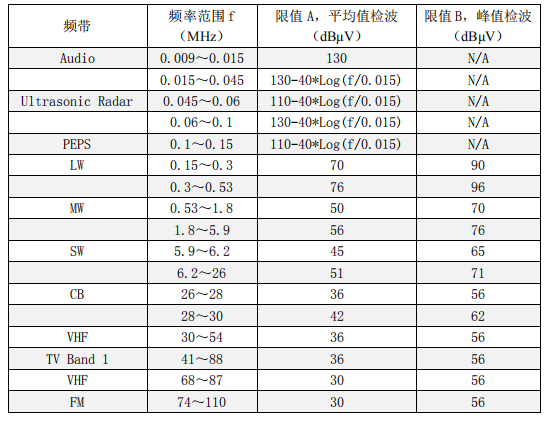 频带 频率范围 f （MHz） 限值 A，平均值检波 （dBμV） 限值 B，峰值检波 （dBμV）
Audio 0.009～0.015 130 N/A
0.015～0.045 130-40*Log(f/0.015) N/A
Ultrasonic Radar 0.045～0.06 110-40*Log(f/0.015) N/A
0.06～0.1 130-40*Log(f/0.015) N/A
PEPS 0.1～0.15 110-40*Log(f/0.015) N/A
LW 0.15～0.3 70 90
0.3～0.53 76 96
MW 0.53～1.8 50 70
1.8～5.9 56 76
SW 5.9～6.2 45 65
6.2～26 51 71
CB 26～28 36 56
28～30 42 62
VHF 30～54 36 56
TV Band 1 41～88 36 56
VHF 68～87 30 56
FM 74～110 30 56